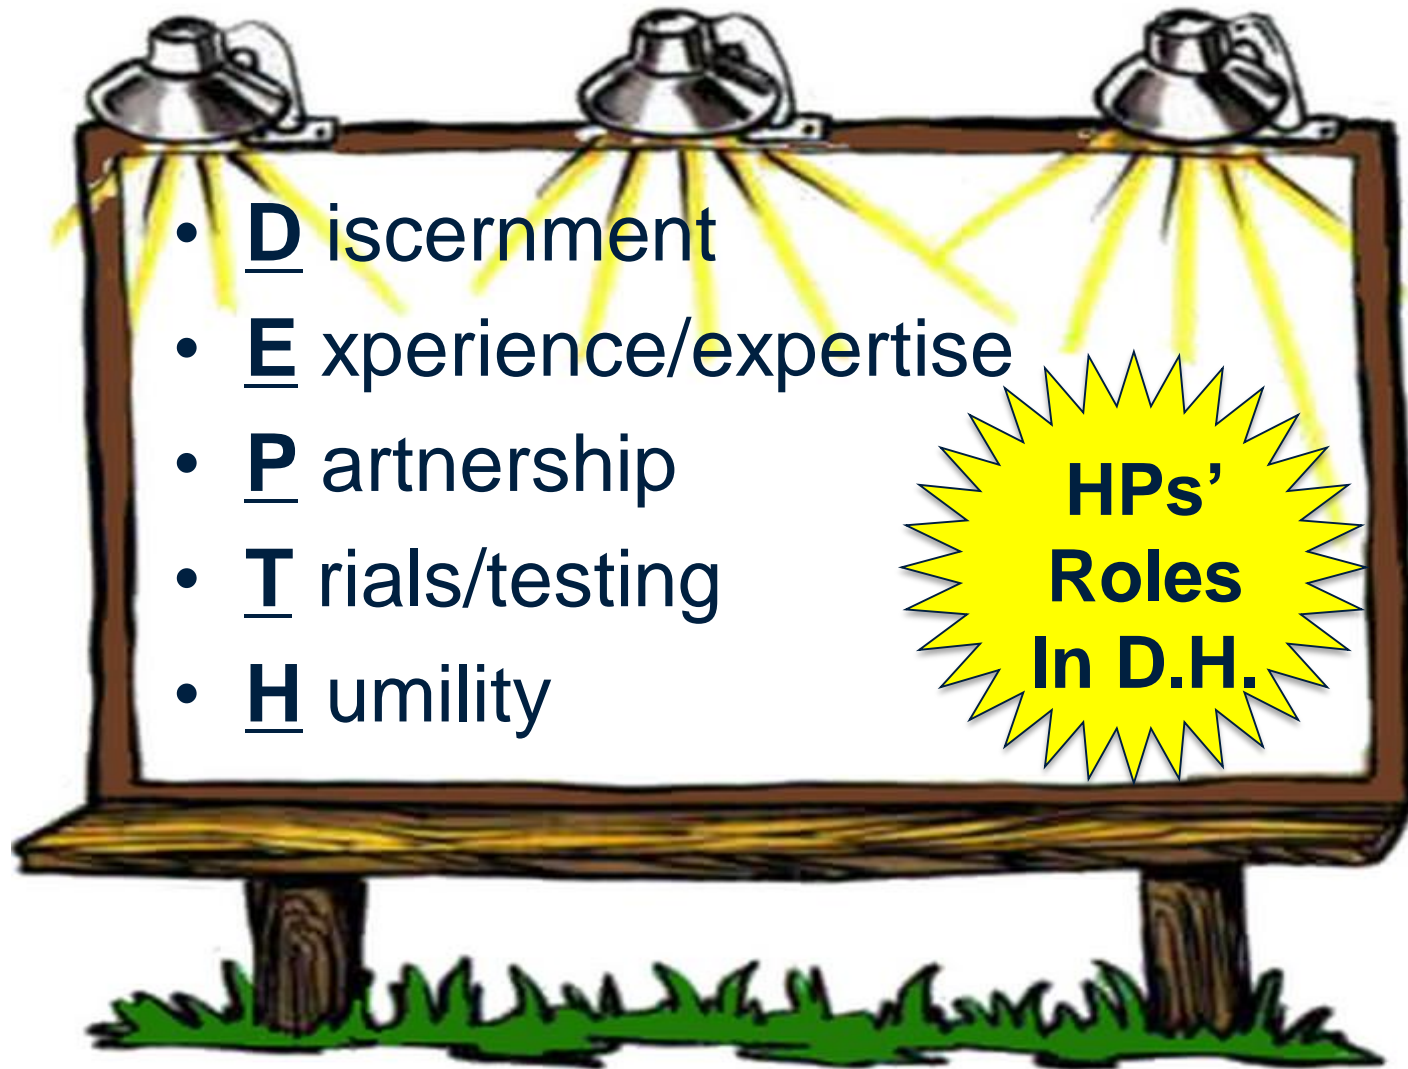 • D iscernment
• E xperience/expertise
• P artnership
• T rials/testing
• H umility
HPs’
Roles
In D.H.